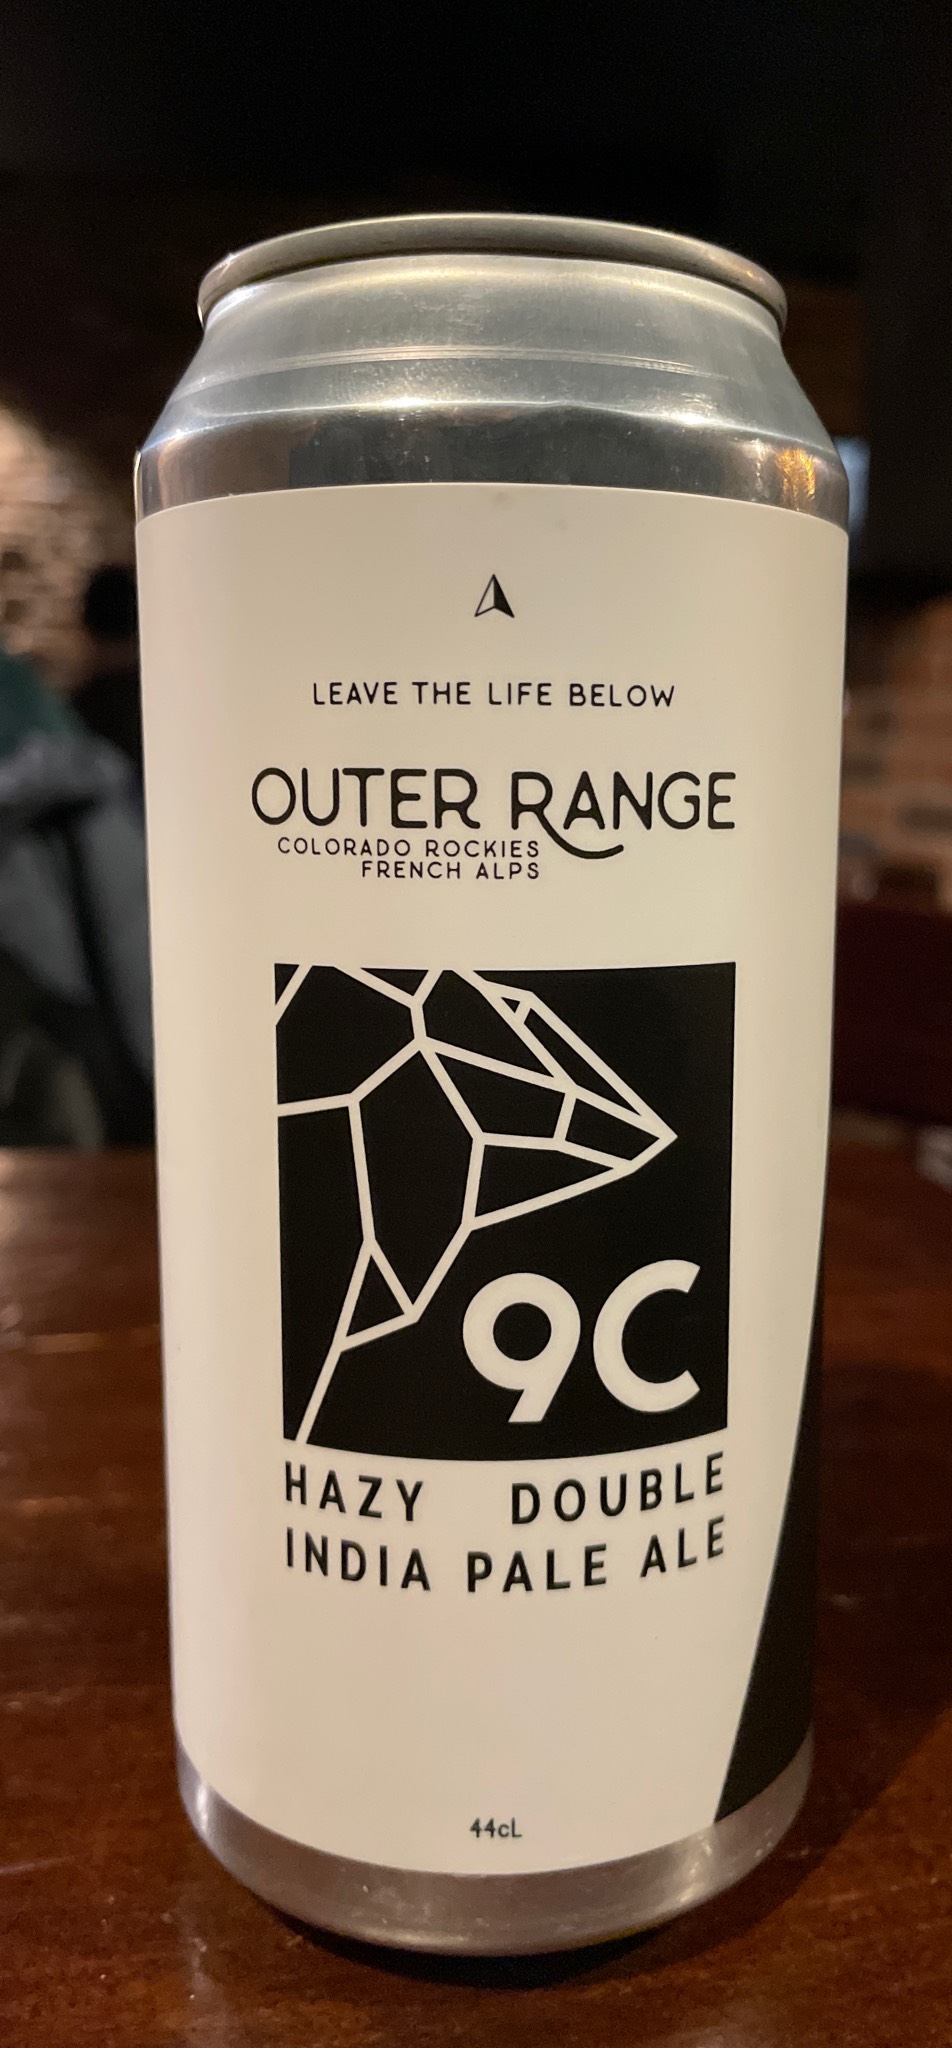 LEAVE THE LIFE BELOW
OUTER RANGE
COLORADO ROCKIES
FRENCH ALPS
9C
HAZY DOUBLE
INDIA PALE ALE
44cL